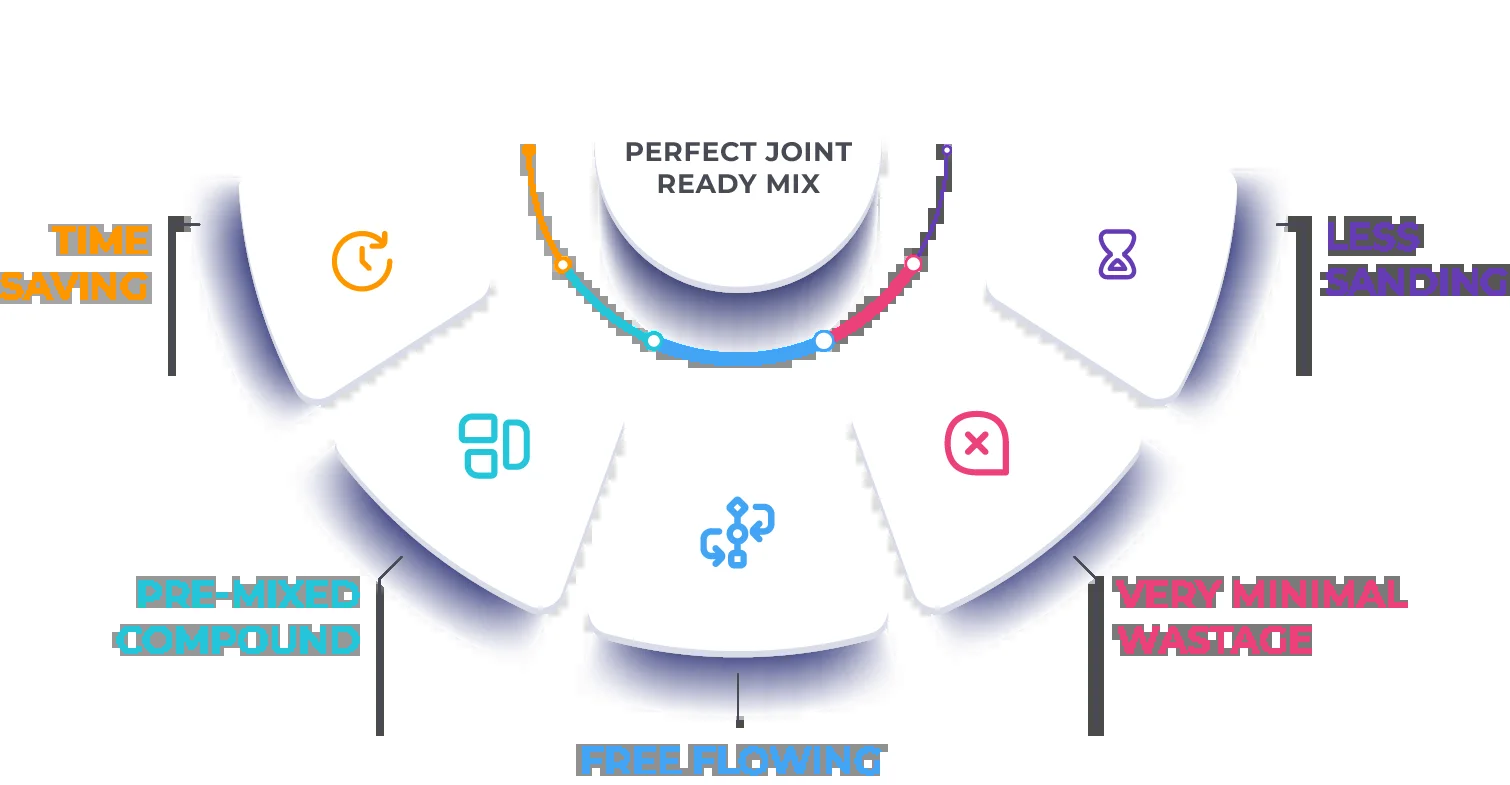 PERFECT JOINT
READY MIX
TIME
SAVING
LESS
SANDING
PRE-MIXED
COMPOUND
VERY MINIMAL
WASTAGE
FREE FLOWING